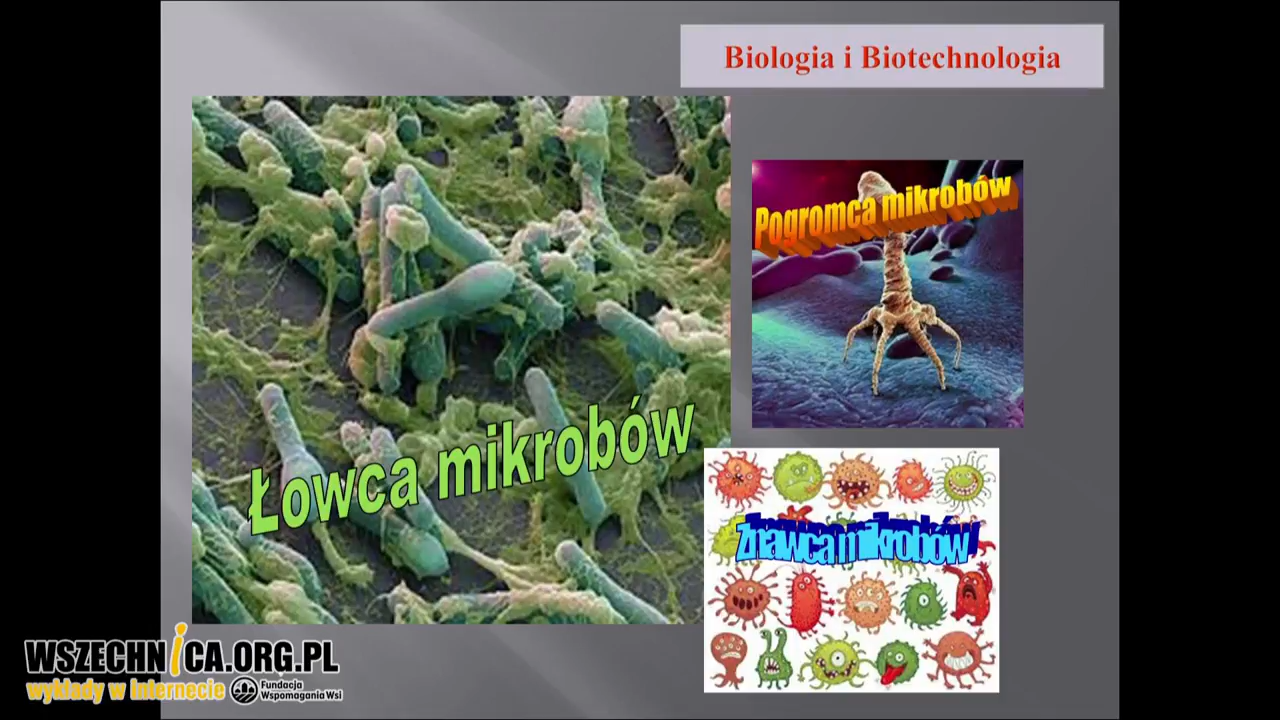 Biologia i Biotechnologia
Pogromca mikrobów
Łowca mikrobów
Znawca mikrobów
WSZECHNICA.ORG.PL
wykłady w internecie
Fundacja
Wspomagania Wsi